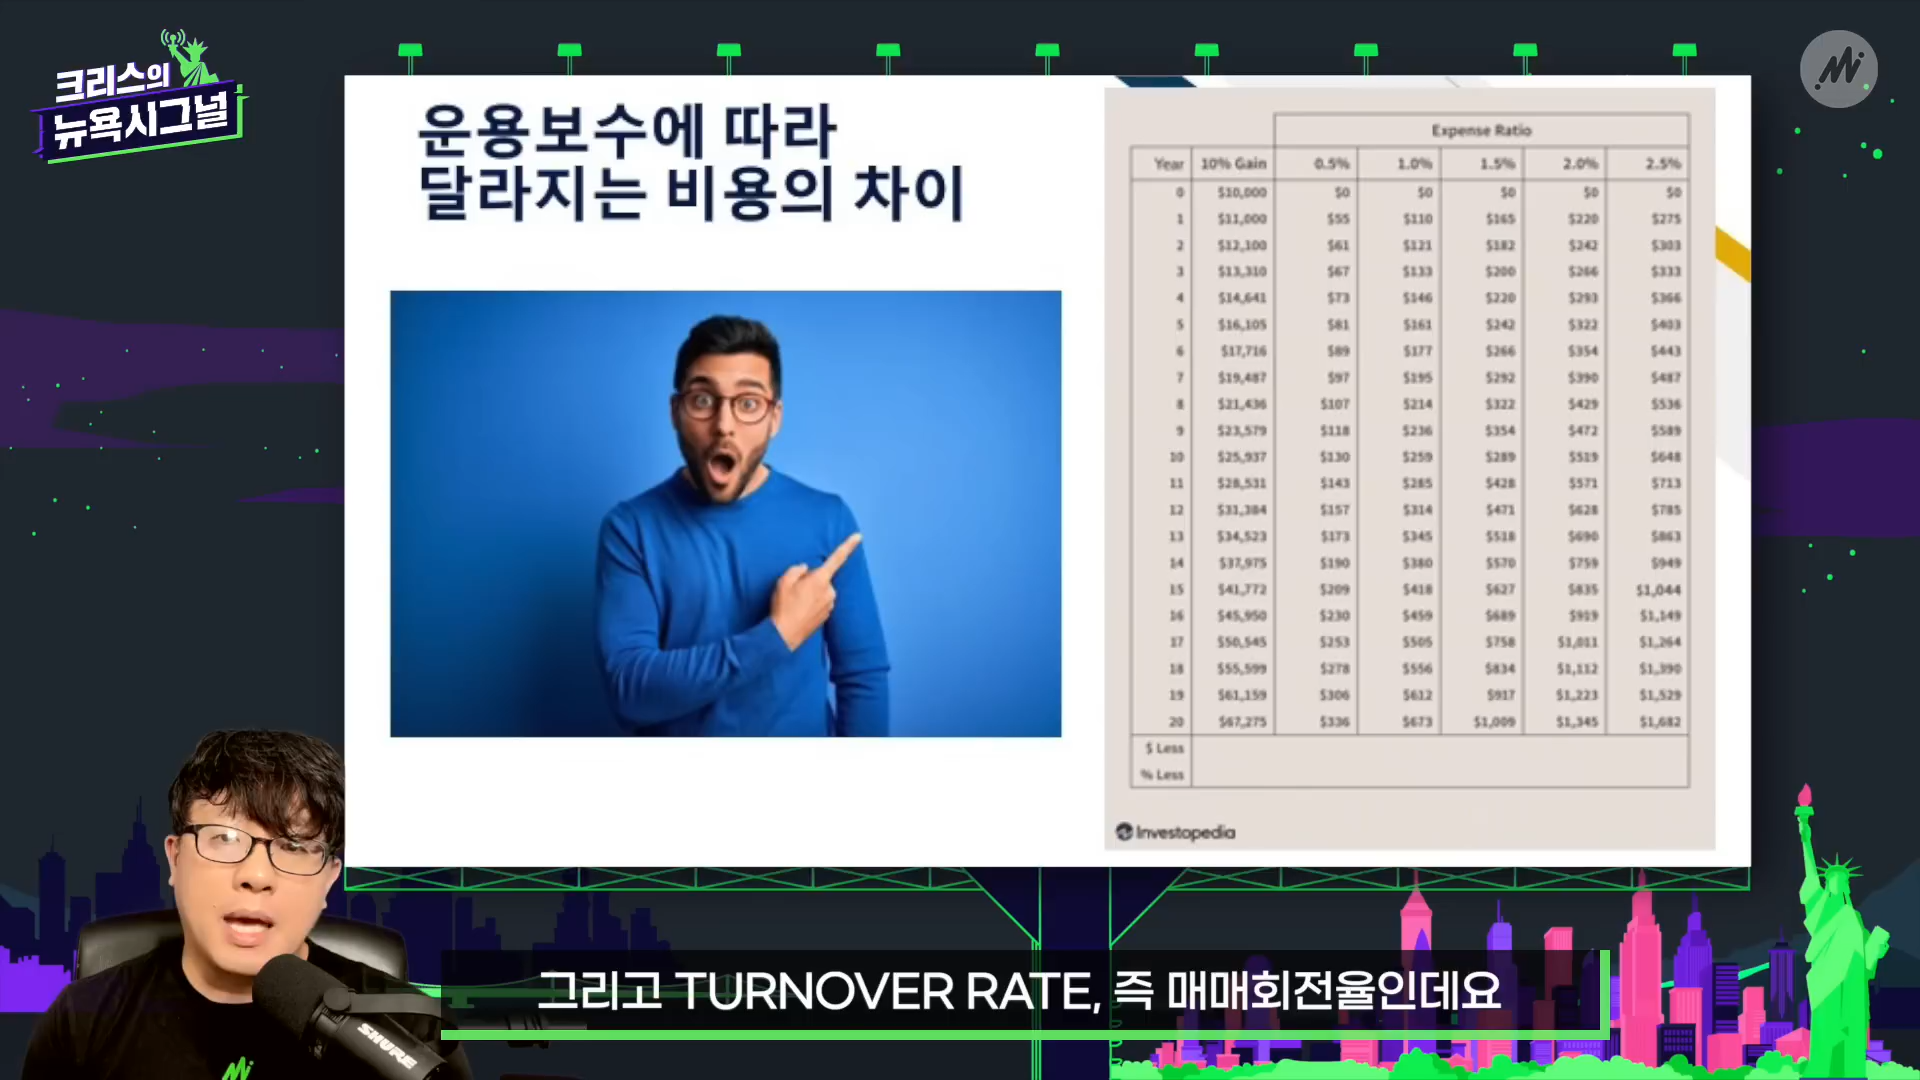 크리스의
뉴욕시그널
운용보수에 따라
달라지는 비용의 차이
Expense Ratio
Year 10% Gain 0.5% 1.0% 1.5% 2.0% 2.5%
0 $10,000 $0 $0 $0 $0 $0
1 $11,000 $55 $110 $165 $220 $275
2 $12,100 $61 $121 $182 $242 $303
3 $13,310 $67 $133 $200 $266 $333
4 $14,641 $73 $146 $220 $293 $366
5 $16,105 $81 $161 $242 $322 $403
6 $17,716 $89 $177 $266 $354 $443
7 $19,487 $97 $195 $292 $390 $487
8 $21,436 $107 $214 $322 $429 $536
9 $23,579 $118 $236 $354 $472 $589
10 $25,937 $130 $259 $289 $519 $648
11 $28,531 $143 $285 $428 $571 $713
12 $31,384 $157 $314 $471 $628 $785
13 $34,523 $173 $345 $518 $690 $863
14 $37,975 $190 $380 $570 $759 $949
15 $41,772 $209 $418 $627 $835 $1,044
16 $45,950 $230 $459 $689 $919 $1,149
17 $50,545 $253 $505 $758 $1,011 $1,264
18 $55,599 $278 $556 $834 $1,112 $1,390
19 $61,159 $306 $612 $917 $1,223 $1,529
20 $67,275 $336 $673 $1,009 $1,345 $1,682
$ Less
% Less
Investopedia
SHURE
그리고 TURNOVER RATE, 즉 매매회전율인데요